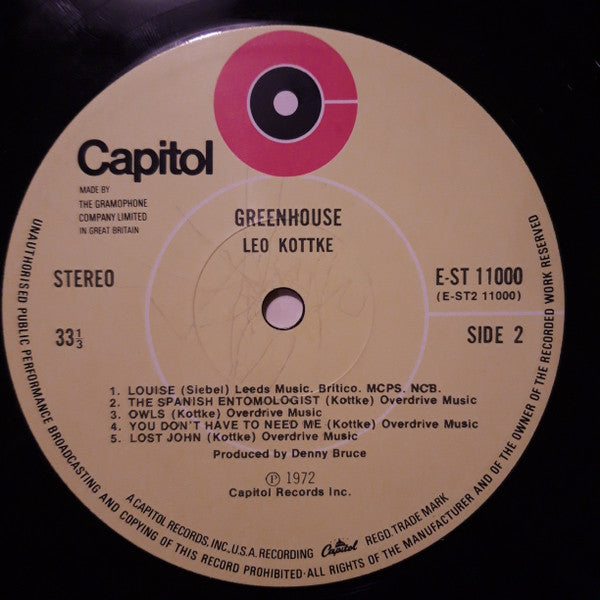 Capitol
MADE BY
THE GRAMOPHONE
COMPANY LIMITED
IN GREAT BRITAIN
GREENHOUSE
LEO KOTTKE
STEREO
E-ST 11000
(E-ST2 11000)
33⅓
SIDE 2
1. LOUISE (Siebel) Leeds Music. Britico. MCPS. NCB.
2. THE SPANISH ENTOMOLOGIST (Kottke) Overdrive Music
3. OWLS (Kottke) Overdrive Music
4. YOU DON'T HAVE TO NEED ME (Kottke) Overdrive Music
5. LOST JOHN (Kottke) Overdrive Music
Produced by Denny Bruce
Ⓟ 1972
Capitol Records Inc.
A CAPITOL RECORDS, INC., U.S.A. RECORDING Capitol REGD. TRADE MARK
UNAUTHORISED PUBLIC PERFORMANCE BROADCASTING AND COPYING OF THIS RECORD PROHIBITED·ALL RIGHTS OF THE MANUFACTURER AND OF THE OWNER OF THE RECORDED WORK RESERVED